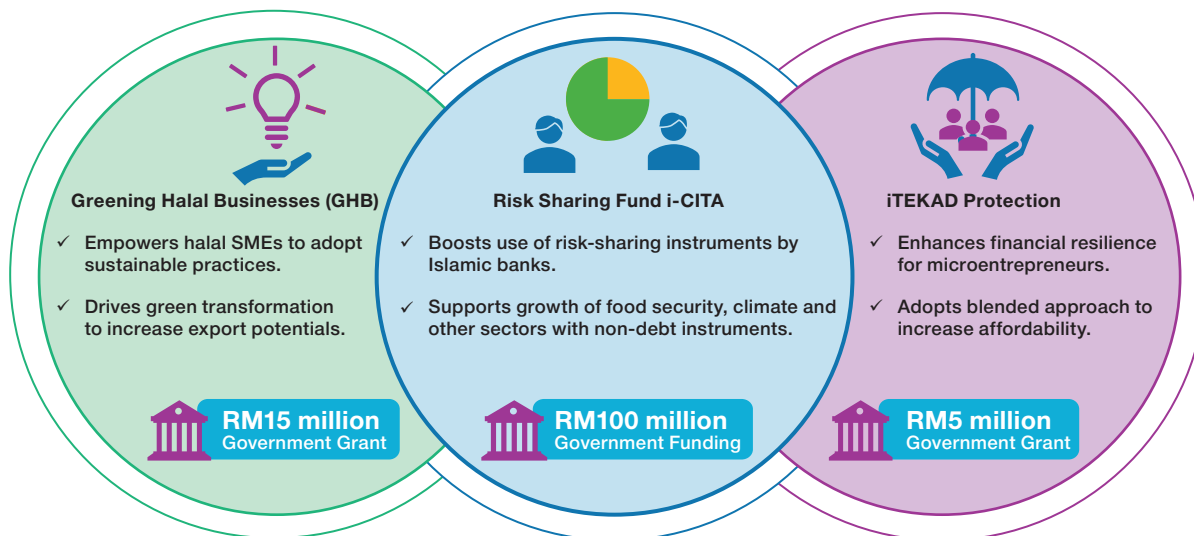 Greening Halal Businesses (GHB)
✓ Empowers halal SMEs to adopt
sustainable practices.
✓ Drives green transformation
to increase export potentials.
RM15 million
Government Grant
Risk Sharing Fund i-CITA
✓ Boosts use of risk-sharing instruments by
Islamic banks.
✓ Supports growth of food security, climate and
other sectors with non-debt instruments.
RM100 million
Government Funding
iTEKAD Protection
✓ Enhances financial resilience
for microentrepreneurs.
✓ Adopts blended approach to
increase affordability.
RM5 million
Government Grant